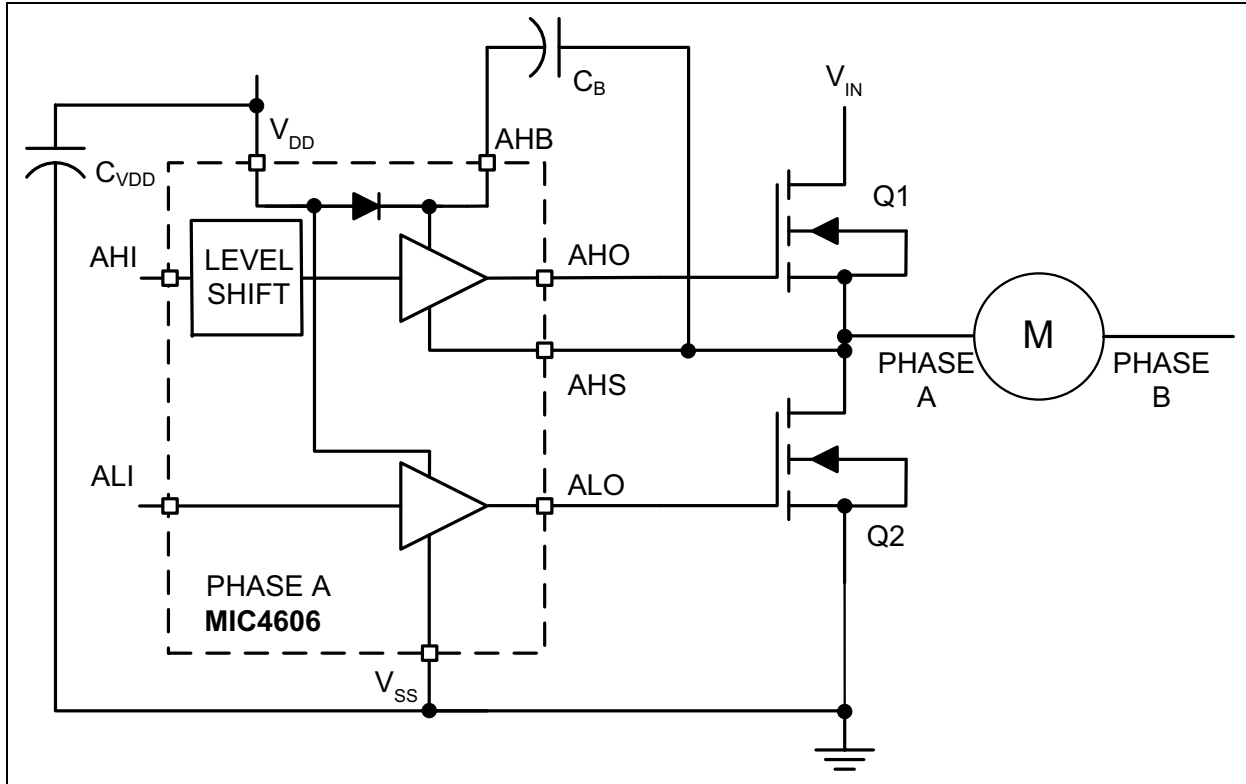 C_B
V_IN
V_DD
AHB
C_VDD
Q1
AHI
LEVEL
SHIFT
AHO
M
AHS
PHASE
A
PHASE
B
ALI
ALO
Q2
PHASE A
MIC4606
V_SS